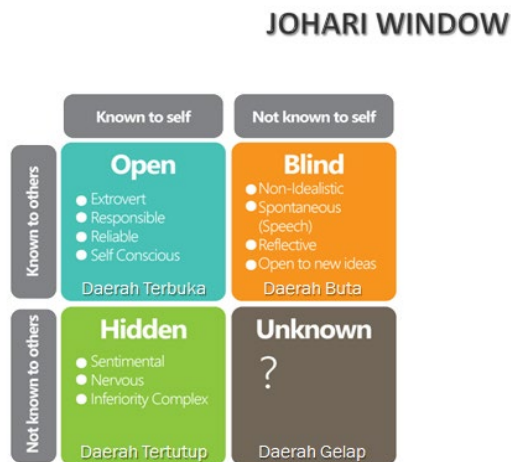 JOHARI WINDOW
Known to self
Not known to self
Known to others
Open
Extrovert
Responsible
Reliable
Self Conscious
Daerah Terbuka
Blind
Non-Idealistic
Spontaneous
(Speech)
Reflective
Open to new ideas
Daerah Buta
Not known to others
Hidden
Sentimental
Nervous
Inferiority Complex
Daerah Tertutup
Unknown
?
Daerah Gelap